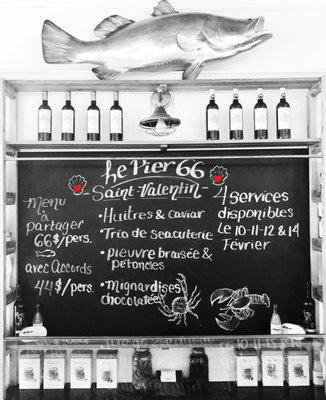 Le Pier 66
Saint-Valentin
Menu
à
partager
66$/pers.
avec Accords
44$/pers.
• Huîtres & caviar
• Trio de seacuterie
• pieuvre braisée &
pétoncles
• Mignardises
chocolatées
4 services
disponibles
Le 10-11-12 & 14
Février